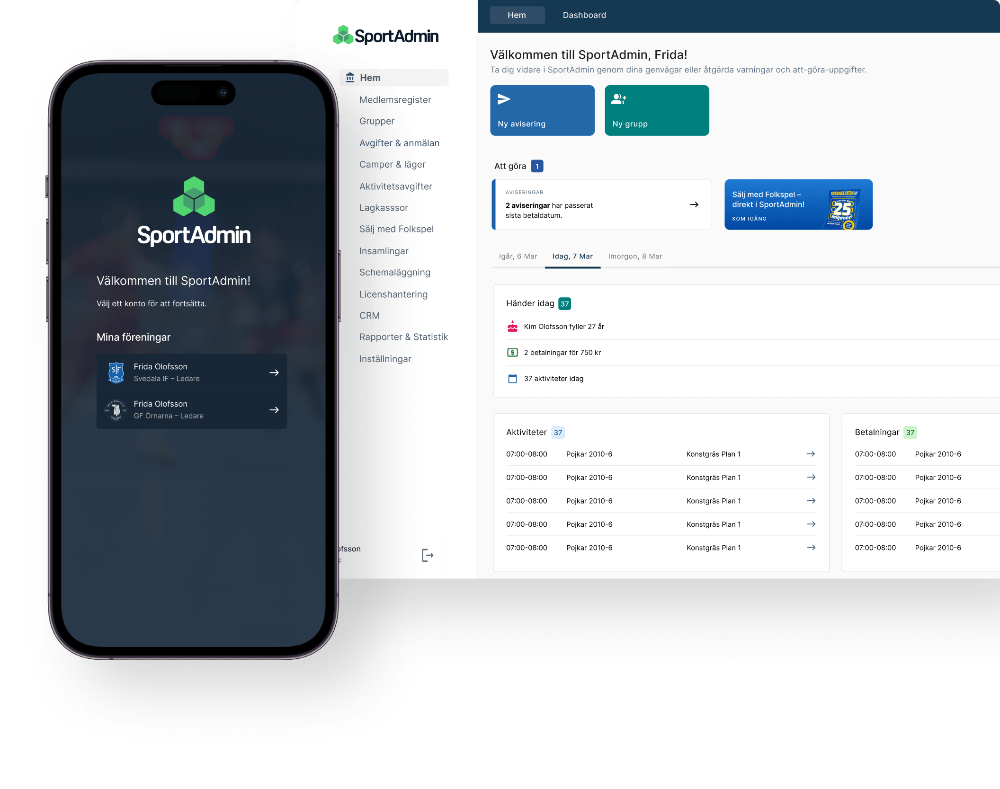 SportAdmin
Välkommen till SportAdmin!
Välj ett konto för att fortsätta.
Mina föreningar
SIF
SVEDALA
Frida Olofsson
Svedala IF – Ledare
Frida Olofsson
GF Örnarna – Ledare
SportAdmin
Hem
Medlemsregister
Grupper
Avgifter & anmälan
Camper & läger
Aktivitetsavgifter
Lagkasssor
Sälj med Folkspel
Insamlingar
Schemaläggning
Licenshantering
CRM
Rapporter & Statistik
Inställningar
ofsson
F
Hem
Dashboard
Välkommen till SportAdmin, Frida!
Ta dig vidare i SportAdmin genom dina genvägar eller åtgärda varningar och att-göra-uppgifter.
Ny avisering
Ny grupp
Att göra 1
AVISERINGAR
2 aviseringar har passerat
sista betaldatum.
Sälj med Folkspel –
direkt i SportAdmin!
KOM IGÅNG
SVERIGELOTTEN
25
miljoner
Igår, 6 Mar
Idag, 7 Mar
Imorgon, 8 Mar
Händer idag 37
Kim Olofsson fyller 27 år
2 betalningar för 750 kr
37 aktiviteter idag
Aktiviteter 37
07:00-08:00 Pojkar 2010-6 Konstgräs Plan 1
07:00-08:00 Pojkar 2010-6 Konstgräs Plan 1
07:00-08:00 Pojkar 2010-6 Konstgräs Plan 1
07:00-08:00 Pojkar 2010-6 Konstgräs Plan 1
07:00-08:00 Pojkar 2010-6 Konstgräs Plan 1
Betalningar 37
07:00-08:00 Pojkar 2010-6
07:00-08:00 Pojkar 2010-6
07:00-08:00 Pojkar 2010-6
07:00-08:00 Pojkar 2010-6
07:00-08:00 Pojkar 2010-6